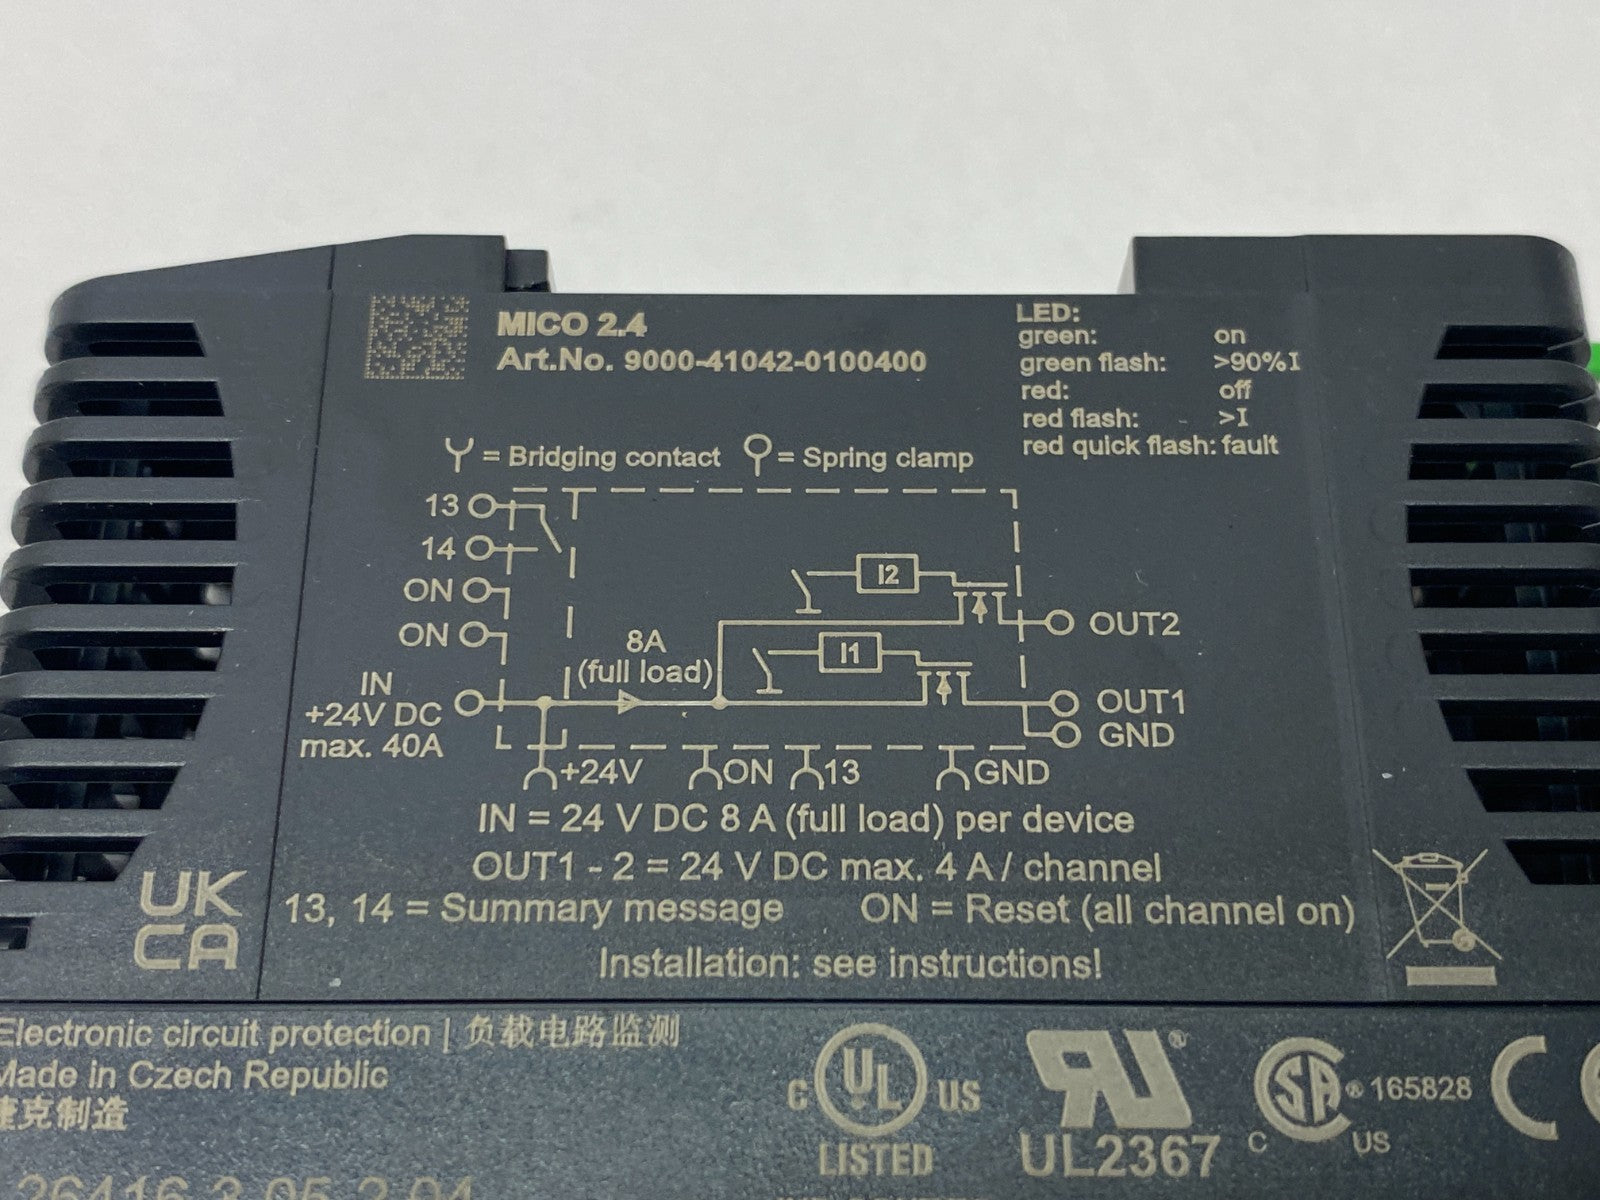 MICO 2.4
Art.No. 9000-41042-0100400
LED:
green: on
green flash: >90%I
red: off
red flash: >I
red quick flash: fault
= Bridging contact
= Spring clamp
13
14
ON
ON
IN
+24V DC
max. 40A
8A
(full load)
I2
I1
OUT2
OUT1
GND
+24V
ON
13
GND
IN = 24 V DC 8 A (full load) per device
OUT1 - 2 = 24 V DC max. 4 A / channel
13, 14 = Summary message ON = Reset (all channel on)
Installation: see instructions!
UK
CA
Electronic circuit protection | 负载电路监测
Made in Czech Republic
捷克制造
C UL US
LISTED
RU®
UL2367
C SA® US
165828
CE